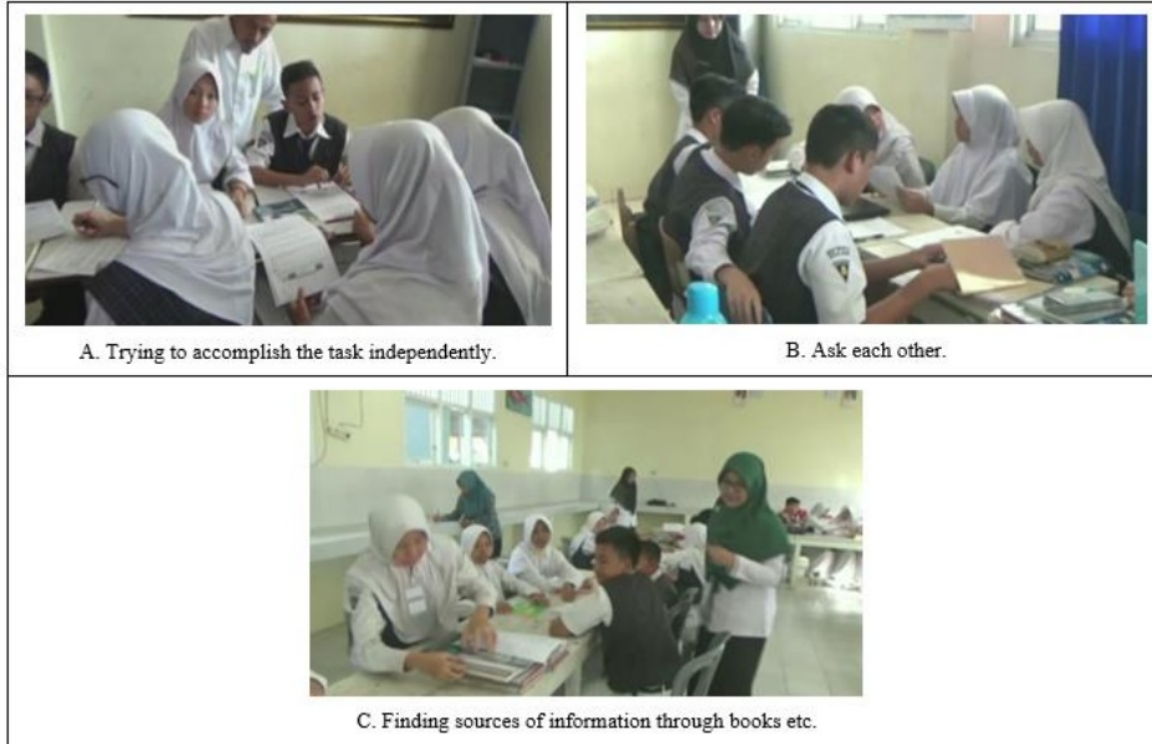 A. Trying to accomplish the task independently.
B. Ask each other.
C. Finding sources of information through books etc.